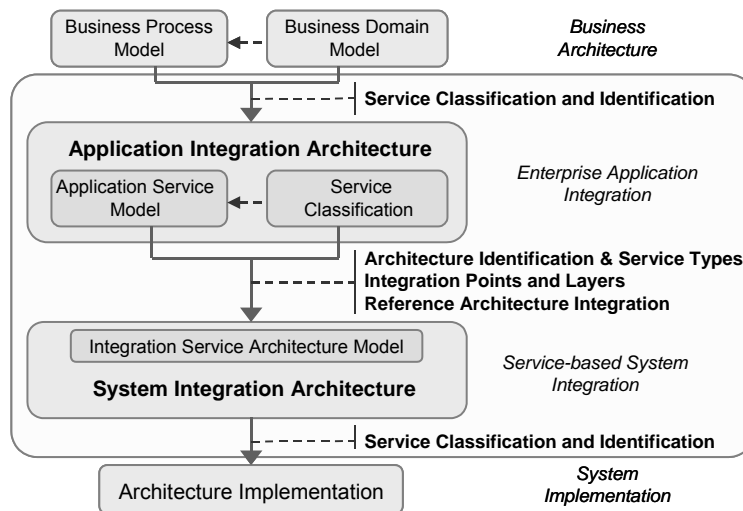 Business Process
Model
Business Domain
Model
Business
Architecture
Service Classification and Identification
Application Integration Architecture
Application Service
Model
Service
Classification
Enterprise Application
Integration
Architecture Identification & Service Types
Integration Points and Layers
Reference Architecture Integration
Integration Service Architecture Model
System Integration Architecture
Service-based System
Integration
Service Classification and Identification
Architecture Implementation
System
Implementation